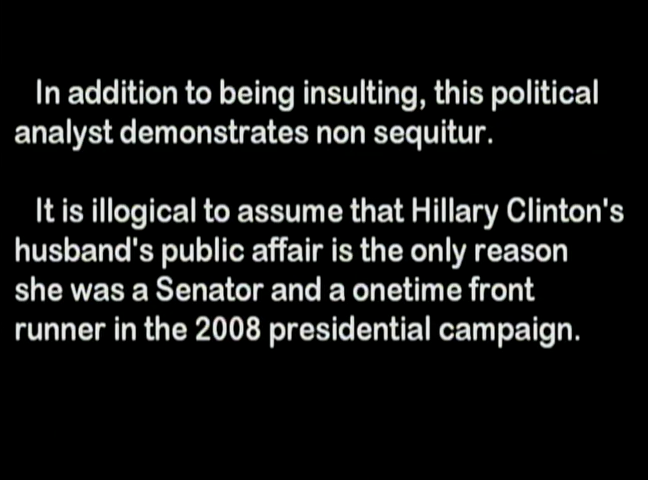 In addition to being insulting, this political
analyst demonstrates non sequitur.
It is illogical to assume that Hillary Clinton's
husband's public affair is the only reason
she was a Senator and a onetime front
runner in the 2008 presidential campaign.